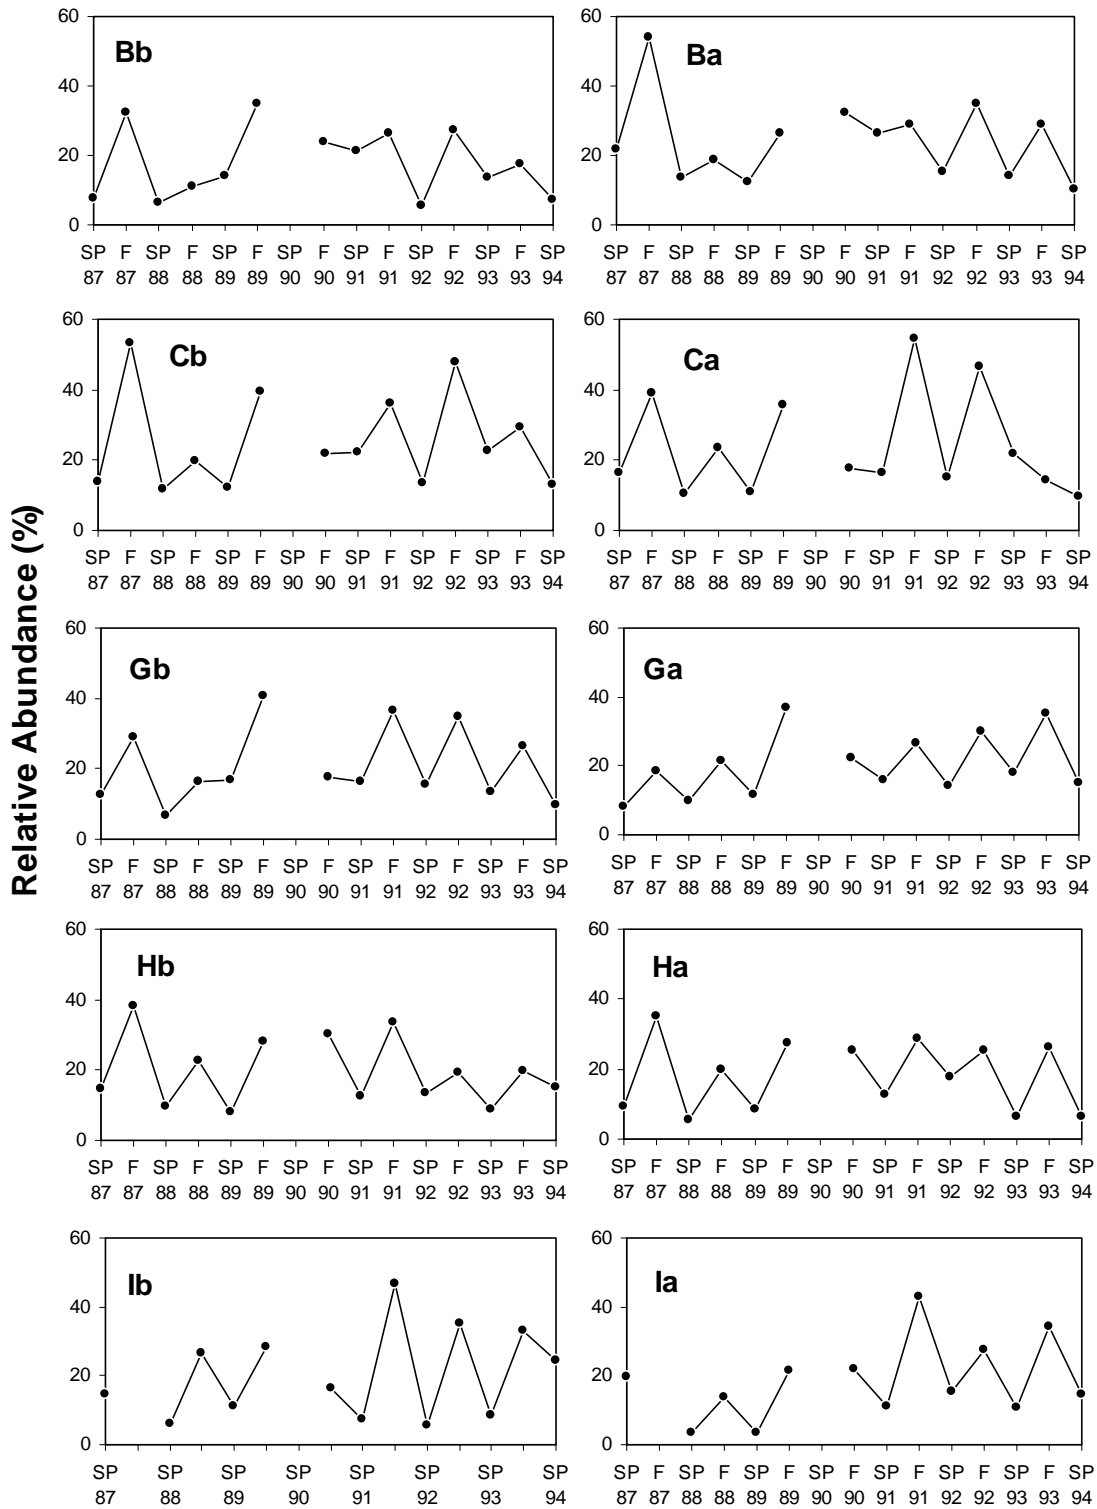 Relative Abundance (%)
60
40
20
0
Bb
SP F SP F SP F SP F SP F SP F SP F SP
87 87 88 88 89 89 90 90 91 91 92 92 93 93 94
60
40
20
0
Ba
SP F SP F SP F SP F SP F SP F SP F SP
87 87 88 88 89 89 90 90 91 91 92 92 93 93 94
60
40
20
0
Cb
SP F SP F SP F SP F SP F SP F SP F SP
87 87 88 88 89 89 90 90 91 91 92 92 93 93 94
60
40
20
0
Ca
SP F SP F SP F SP F SP F SP F SP F SP
87 87 88 88 89 89 90 90 91 91 92 92 93 93 94
60
40
20
0
Gb
SP F SP F SP F SP F SP F SP F SP F SP
87 87 88 88 89 89 90 90 91 91 92 92 93 93 94
60
40
20
0
Ga
SP F SP F SP F SP F SP F SP F SP F SP
87 87 88 88 89 89 90 90 91 91 92 92 93 93 94
60
40
20
0
Hb
SP F SP F SP F SP F SP F SP F SP F SP
87 87 88 88 89 89 90 90 91 91 92 92 93 93 94
60
40
20
0
Ha
SP F SP F SP F SP F SP F SP F SP F SP
87 87 88 88 89 89 90 90 91 91 92 92 93 93 94
60
40
20
0
Ib
SP SP SP SP SP SP SP SP
87 88 89 90 91 92 93 94
60
40
20
0
Ia
SP F SP F SP F SP F SP F SP F SP F SP
87 87 88 88 89 89 90 90 91 91 92 92 93 93 94